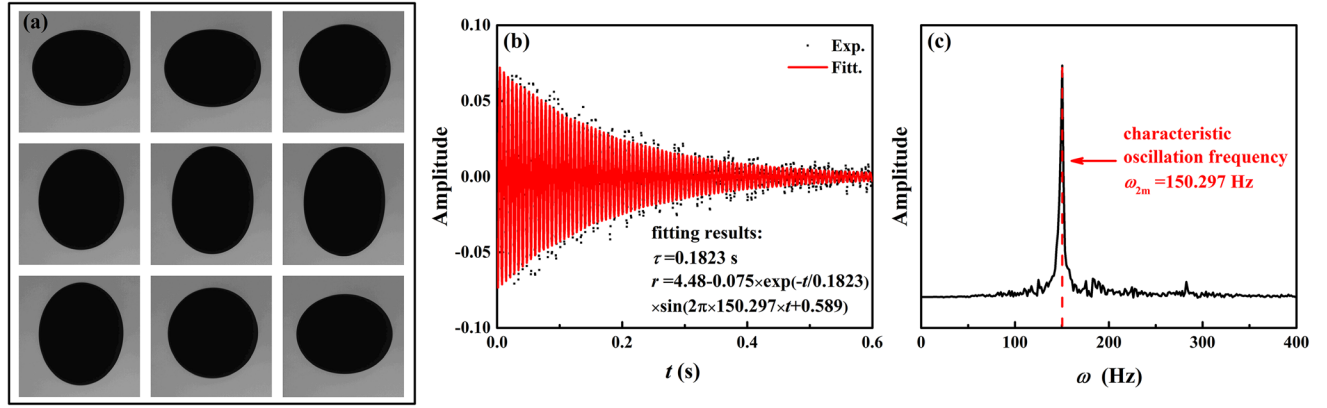 (a)
(b)
0.10
0.05
0.00
-0.05
-0.10
Amplitude
Exp.
Fitt.
fitting results:
τ =0.1823 s
r =4.48-0.075×exp(-t/0.1823)
×sin(2π×150.297×t+0.589)
0.0
0.2
0.4
0.6
t (s)
(c)
Amplitude
characteristic
oscillation frequency
ω2m =150.297 Hz
0
100
200
300
400
ω (Hz)